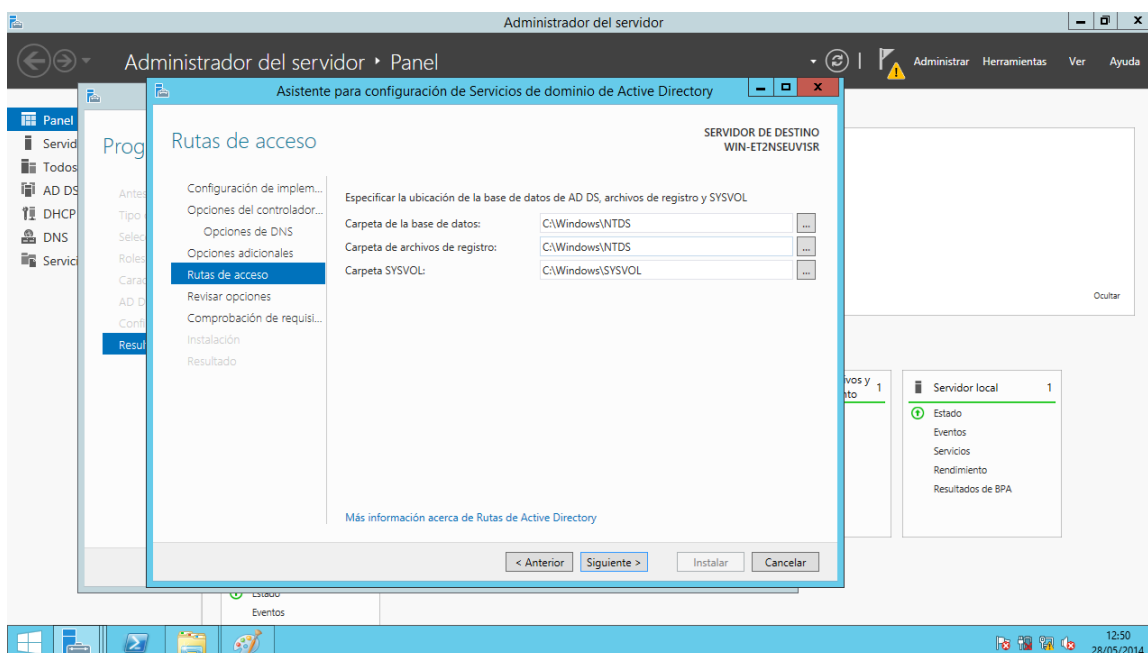 Administrador del servidor
Administrador del servidor ‣ Panel
Administrar Herramientas Ver Ayuda
Panel
Servid
Todos
AD DS
DHCP
DNS
Servici
Prog
Antes
Tipo
Selec
Roles
Carac
AD D
Confi
Resul
Asistente para configuración de Servicios de dominio de Active Directory
Rutas de acceso
SERVIDOR DE DESTINO
WIN-ET2NSEUV1SR
Configuración de implem...
Opciones del controlador...
Opciones de DNS
Opciones adicionales
Rutas de acceso
Revisar opciones
Comprobación de requisi...
Instalación
Resultado
Especificar la ubicación de la base de datos de AD DS, archivos de registro y SYSVOL
Carpeta de la base de datos: C:\Windows\NTDS ...
Carpeta de archivos de registro: C:\Windows\NTDS ...
Carpeta SYSVOL: C:\Windows\SYSVOL ...
Más información acerca de Rutas de Active Directory
< Anterior Siguiente > Instalar Cancelar
Ocultar
ivos y 1
nto
Servidor local 1
Estado
Eventos
Servicios
Rendimiento
Resultados de BPA
Estado
Eventos
12:50
28/05/2014